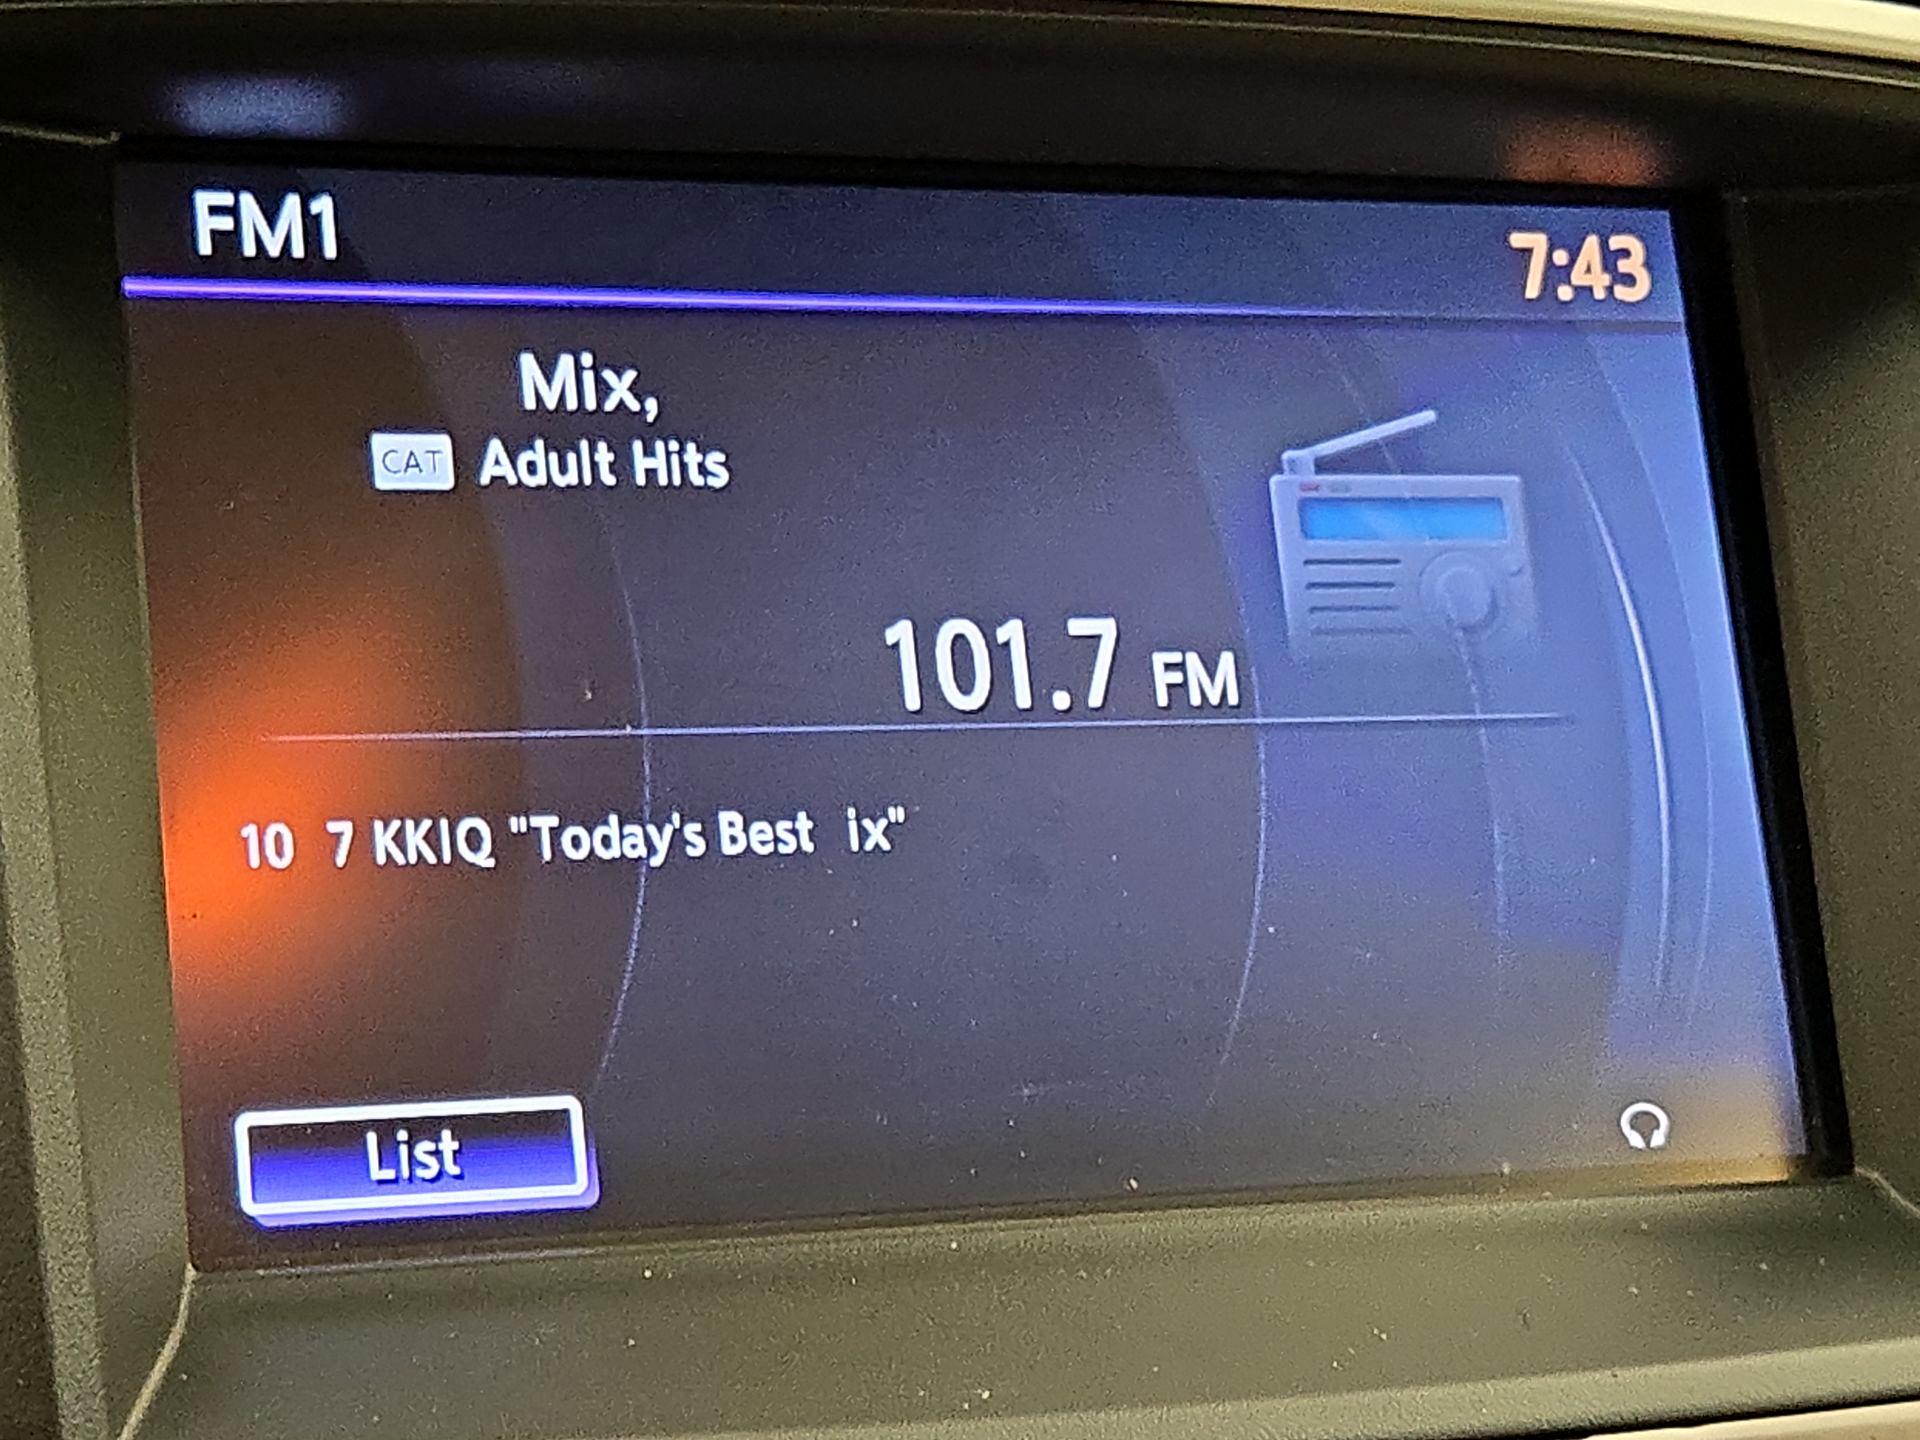 FM1
7:43
Mix,
CAT Adult Hits
101.7 FM
10  7 KKIQ "Today's Best  ix"
List